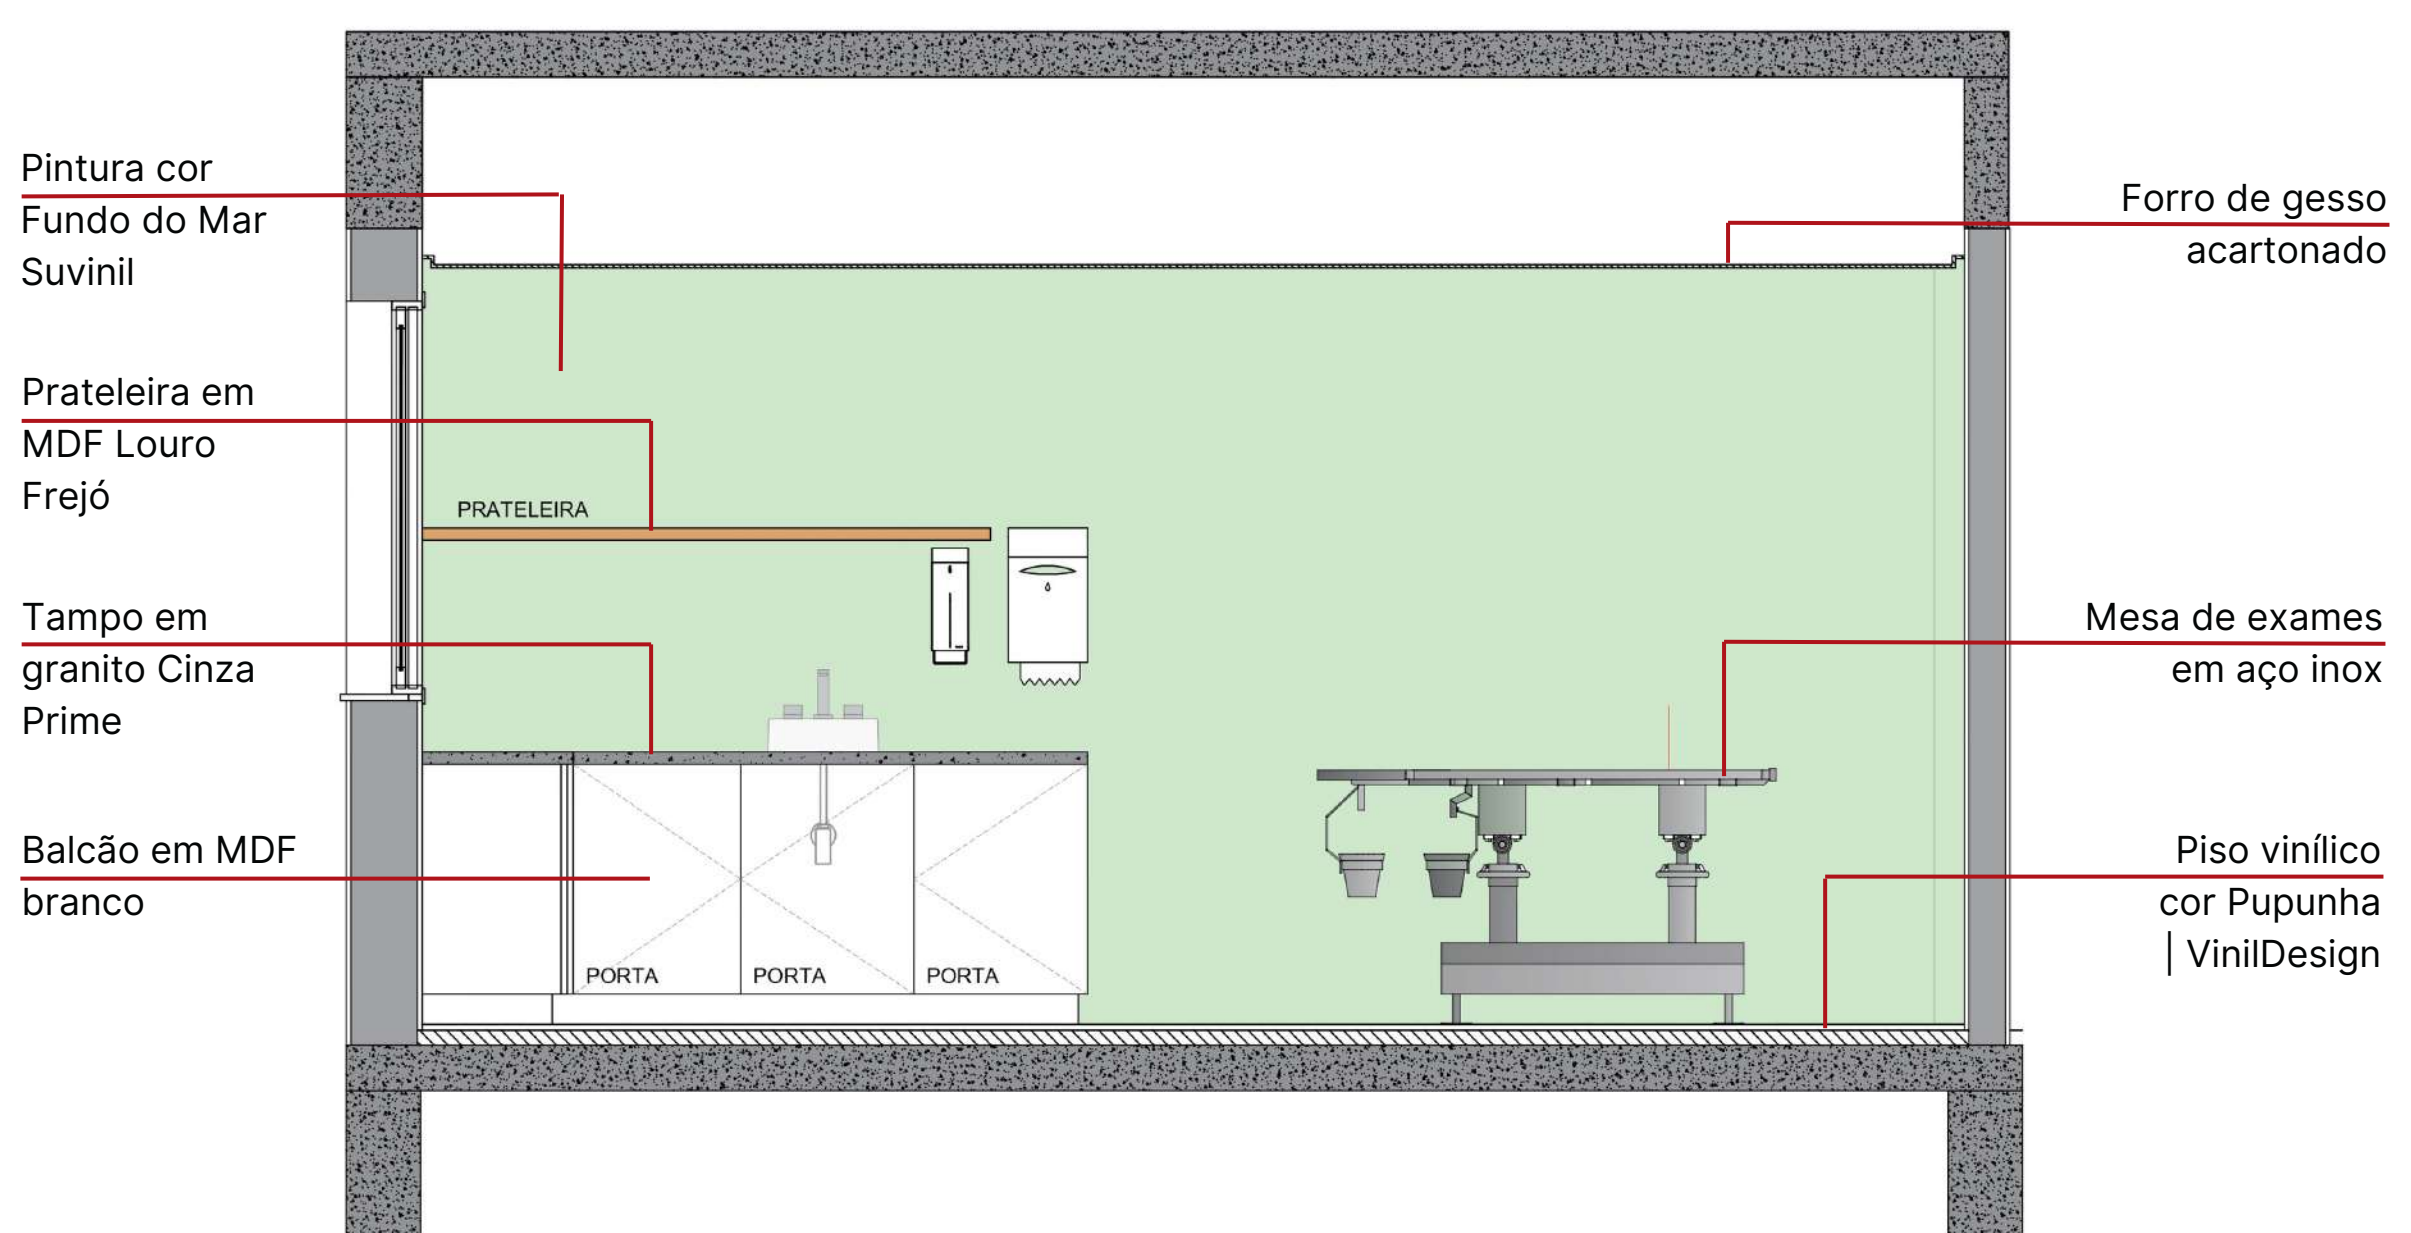 Pintura cor
Fundo do Mar
Suvinil
Forro de gesso
acartonado
Prateleira em
MDF Louro
Frejó
PRATELEIRA
Tampo em
granito Cinza
Prime
Mesa de exames
em aço inox
Balcão em MDF
branco
Piso vinílico
cor Pupunha
| VinilDesign
PORTA
PORTA
PORTA